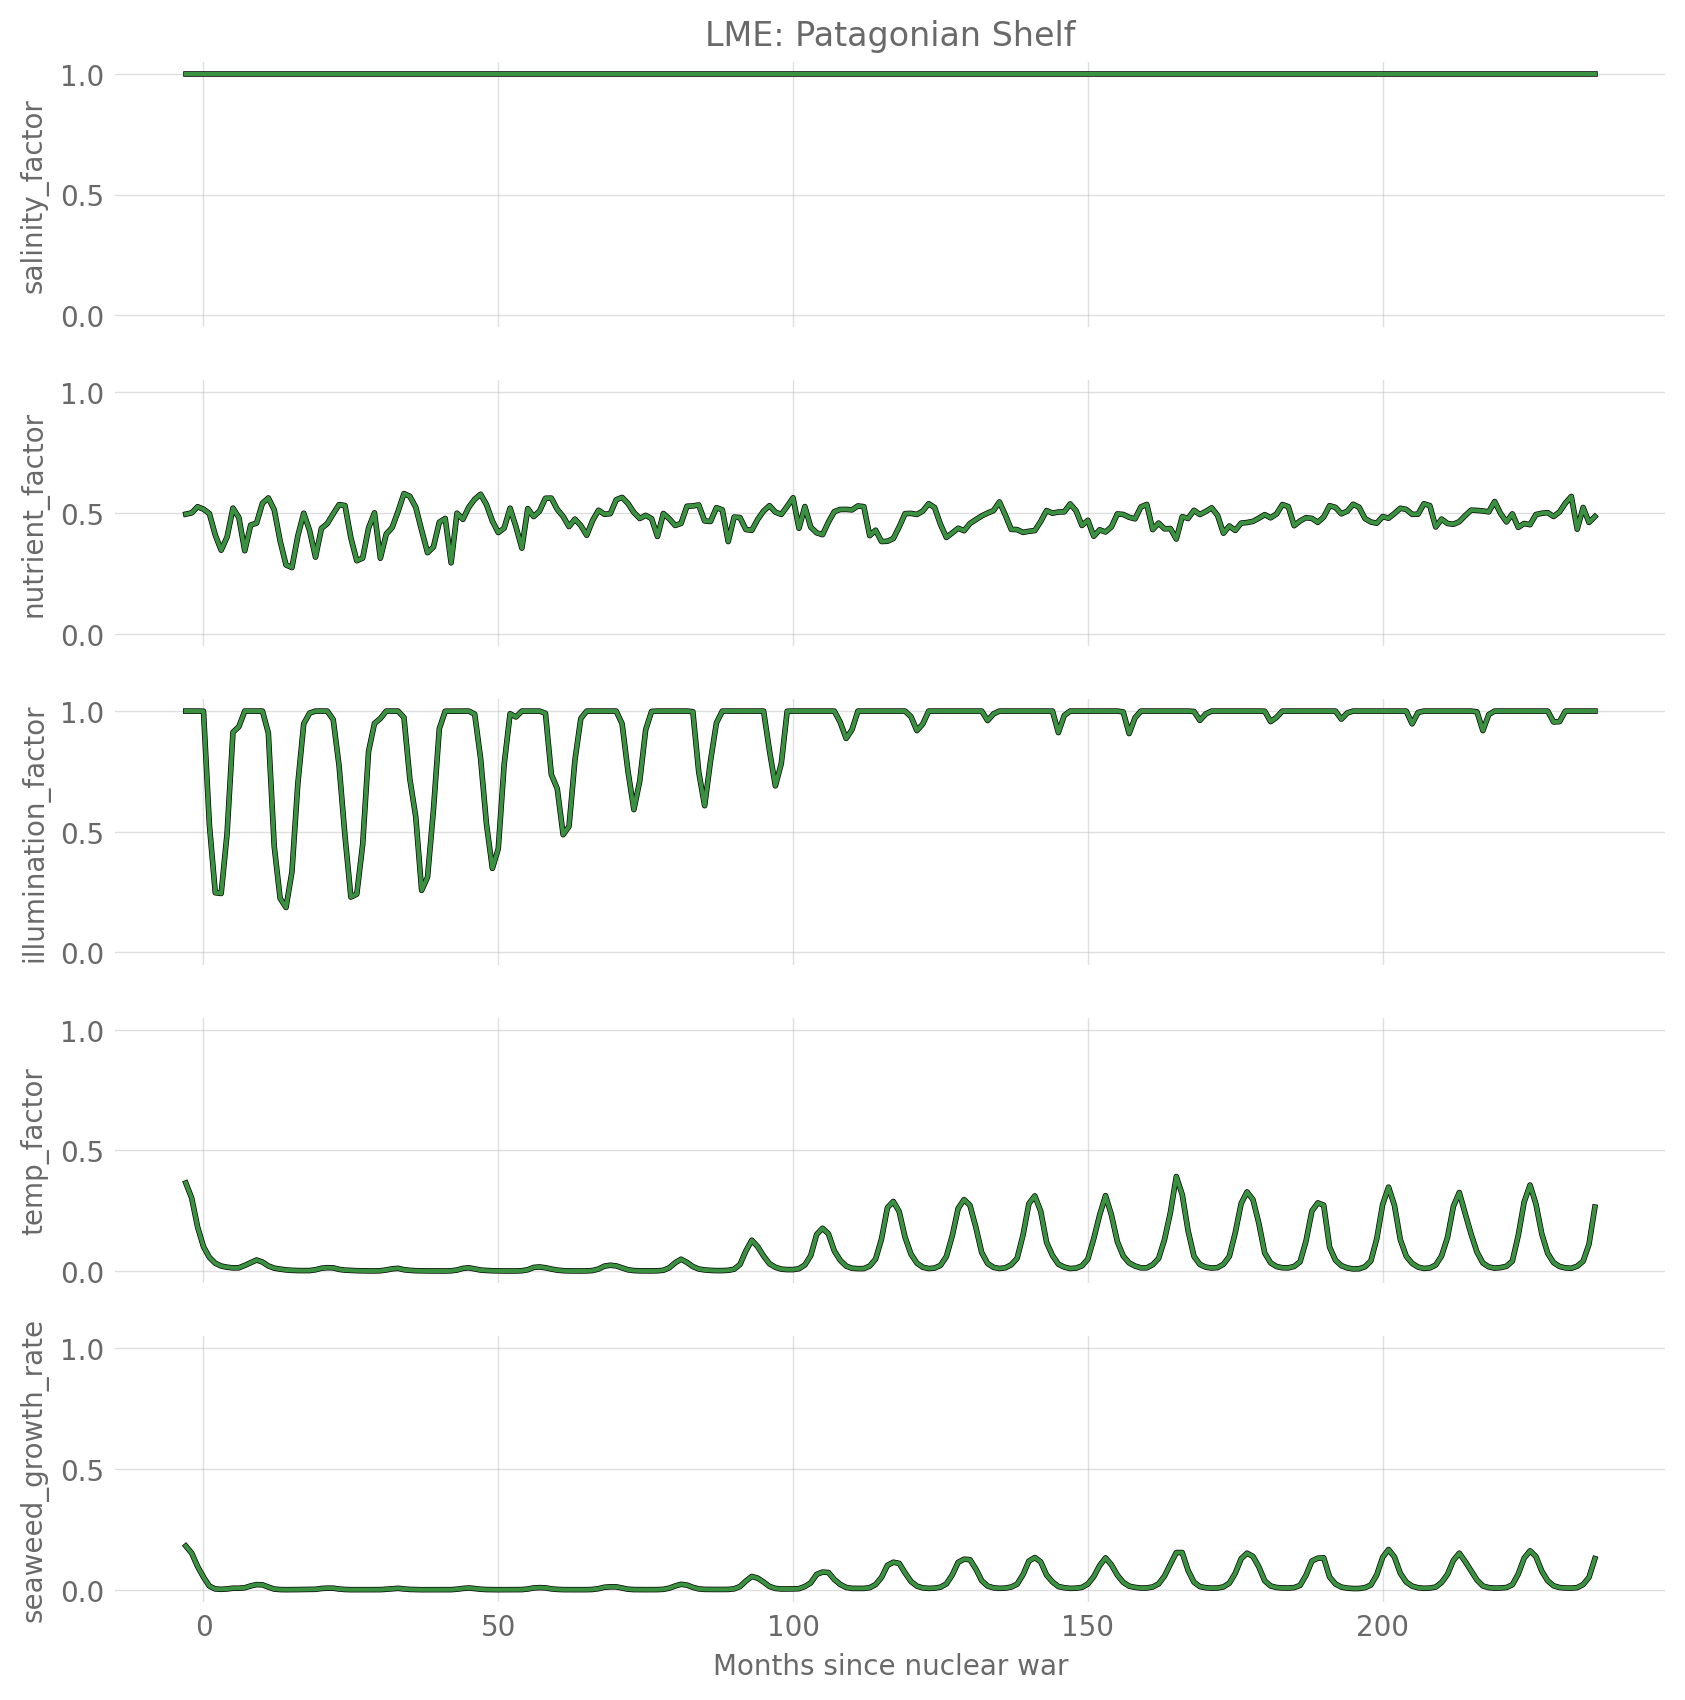 LME: Patagonian Shelf
1.0
0.5
0.0
salinity_factor
1.0
0.5
0.0
nutrient_factor
1.0
0.5
0.0
illumination_factor
1.0
0.5
0.0
temp_factor
1.0
0.5
0.0
seaweed_growth_rate
0 50 100 150 200
Months since nuclear war